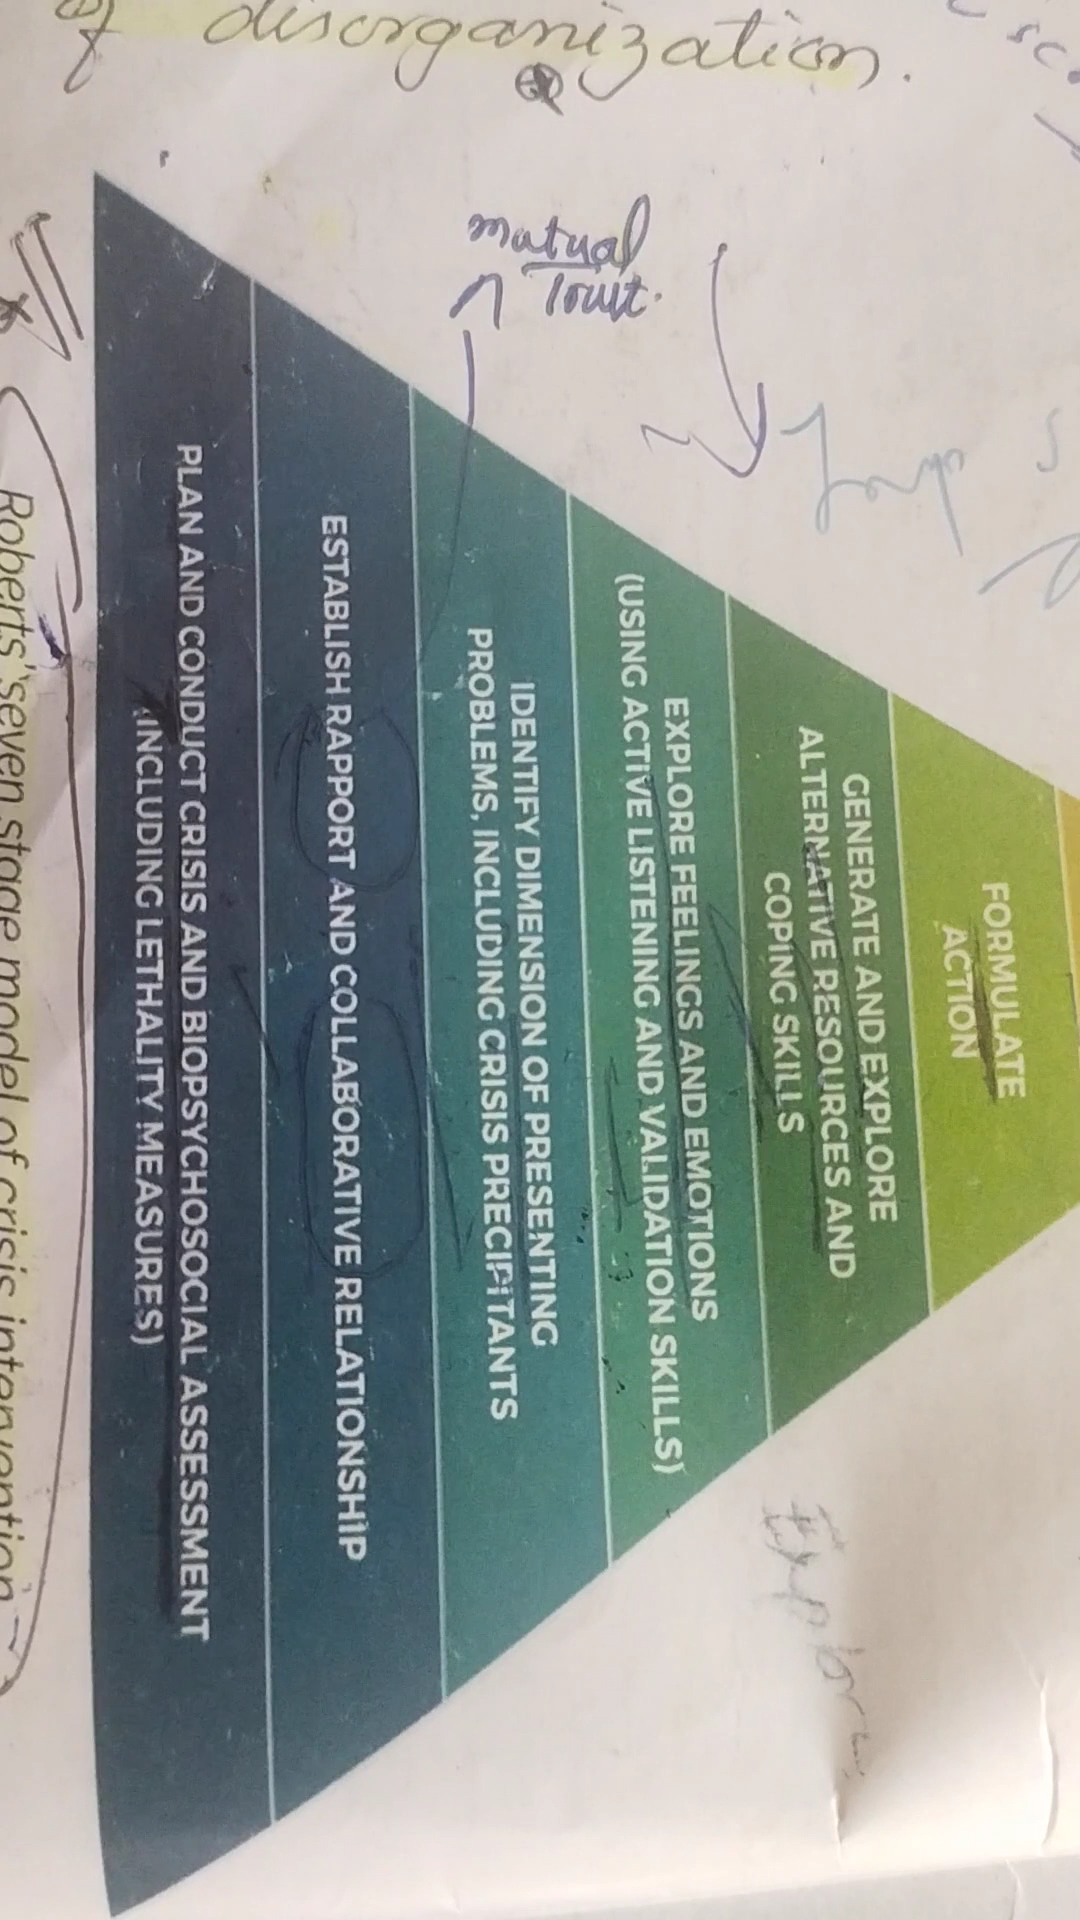 of disorganization.
mutual
Trust.
FORMULATE
ACTION
GENERATE AND EXPLORE
ALTERNATIVE RESOURCES AND
COPING SKILLS
EXPLORE FEELINGS AND EMOTIONS
(USING ACTIVE LISTENING AND VALIDATION SKILLS)
IDENTIFY DIMENSION OF PRESENTING
PROBLEMS, INCLUDING CRISIS PRECIPITANTS
ESTABLISH RAPPORT AND COLLABORATIVE RELATIONSHIP
PLAN AND CONDUCT CRISIS AND BIOPSYCHOSOCIAL ASSESSMENT
(INCLUDING LETHALITY MEASURES)
Roberts' seven stage model of crisis intervention